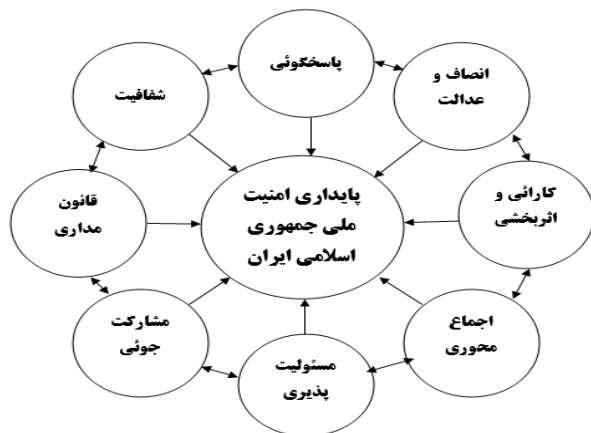 پاسخگوئی
انصاف و
عدالت
کارائی و
اثربخشی
اجماع
محوری
مسئولیت
پذیری
مشارکت
جوئی
قانون
مداری
شفافیت
پایداری امنیت
ملی جمهوری
اسلامی ایران